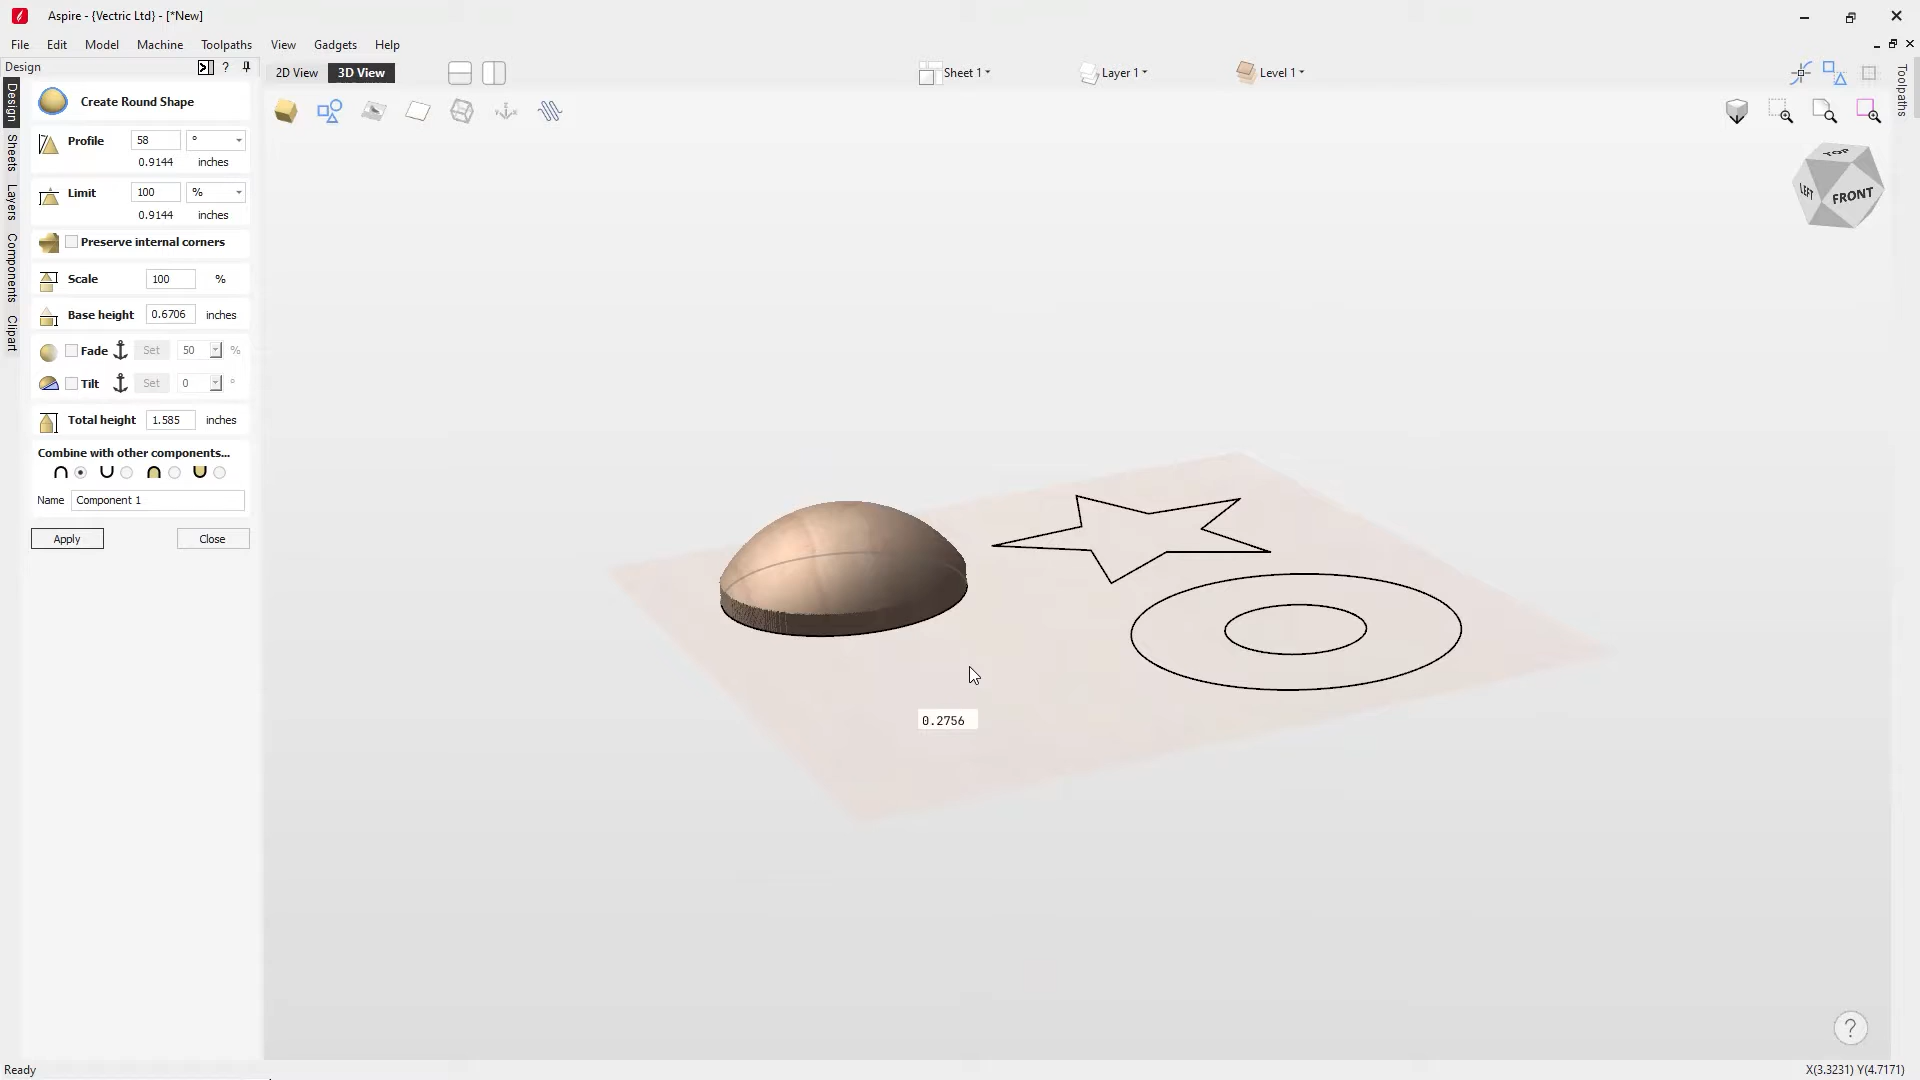 Aspire - {Vectric Ltd} - [*New]
File Edit Model Machine Toolpaths View Gadgets Help
Design ?
2D View 3D View Sheet 1 Layer 1 Level 1
Toolpaths
Design
Sheets
Layers
Components
Clipart
Create Round Shape
Profile 58 °
0.9144 inches
Limit 100 %
0.9144 inches
Preserve internal corners
Scale 100 %
Base height 0.6706 inches
Fade Set 50 %
Tilt Set 0 °
Total height 1.585 inches
Combine with other components...
Name Component 1
Apply Close
TOP
LEFT
FRONT
0.2756
?
Ready X(3.3231) Y(4.7171)